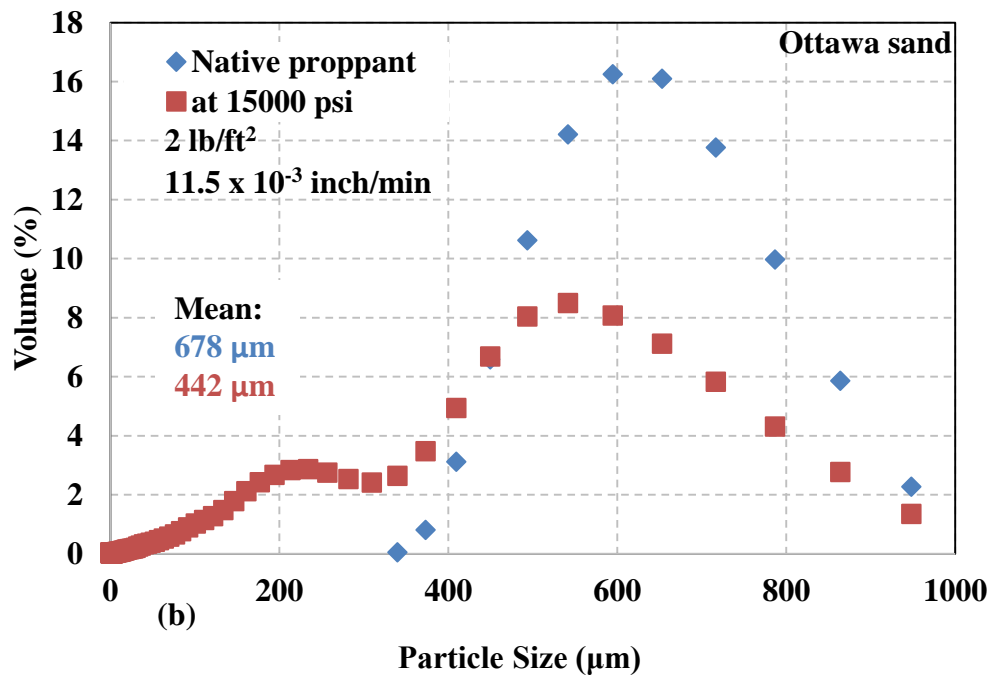 Ottawa sand
Native proppant
at 15000 psi
2 lb/ft²
11.5 x 10⁻³ inch/min
Mean:
678 µm
442 µm
Volume (%)
18
16
14
12
10
8
6
4
2
0
0 200 400 600 800 1000
(b)
Particle Size (µm)